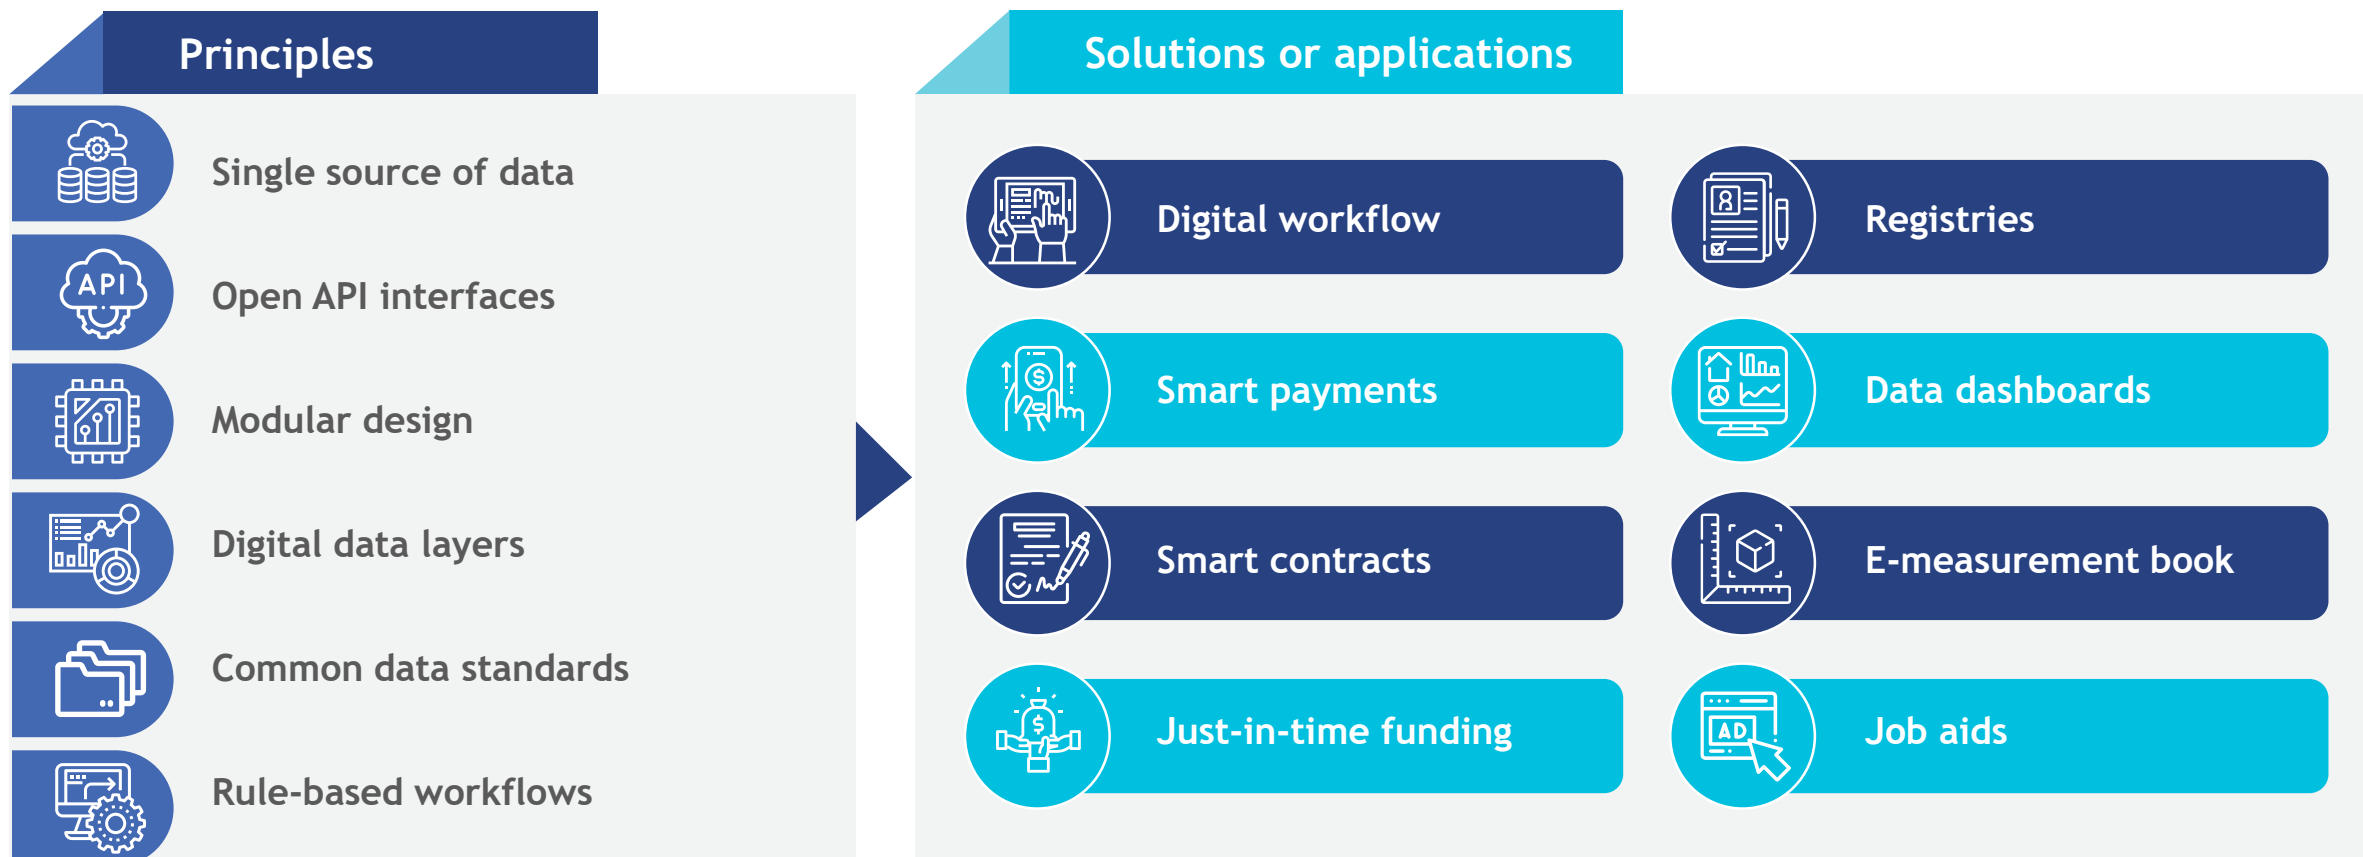 Principles
Single source of data
API
Open API interfaces
Modular design
Digital data layers
Common data standards
Rule-based workflows
Solutions or applications
Digital workflow
Registries
$
Smart payments
Data dashboards
Smart contracts
E-measurement book
$
Just-in-time funding
AD
Job aids